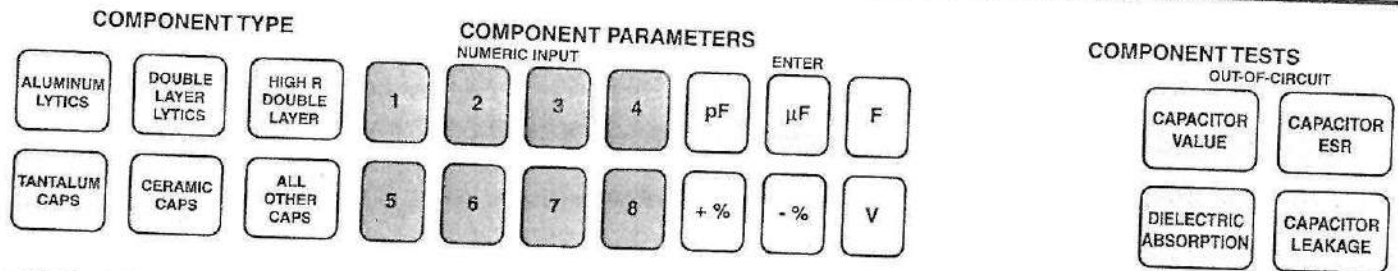 COMPONENT TYPE
COMPONENT PARAMETERS
NUMERIC INPUT
ENTER
COMPONENT TESTS
OUT-OF-CIRCUIT
ALUMINUM
LYTICS
DOUBLE
LAYER
LYTICS
HIGH R
DOUBLE
LAYER
1
2
3
4
pF
µF
F
CAPACITOR
VALUE
CAPACITOR
ESR
TANTALUM
CAPS
CERAMIC
CAPS
ALL
OTHER
CAPS
5
6
7
8
+ %
- %
V
DIELECTRIC
ABSORPTION
CAPACITOR
LEAKAGE